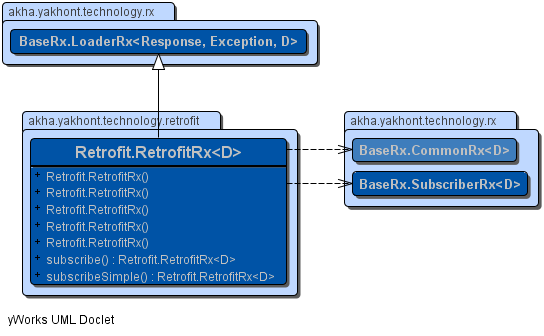 akha.yakhont.technology.rx
BaseRx.LoaderRx<Response, Exception, D>
akha.yakhont.technology.retrofit
Retrofit.RetrofitRx<D>
+ Retrofit.RetrofitRx()
+ Retrofit.RetrofitRx()
+ Retrofit.RetrofitRx()
+ Retrofit.RetrofitRx()
+ Retrofit.RetrofitRx()
+ subscribe() : Retrofit.RetrofitRx<D>
+ subscribeSimple() : Retrofit.RetrofitRx<D>
akha.yakhont.technology.rx
BaseRx.CommonRx<D>
BaseRx.SubscriberRx<D>
yWorks UML Doclet